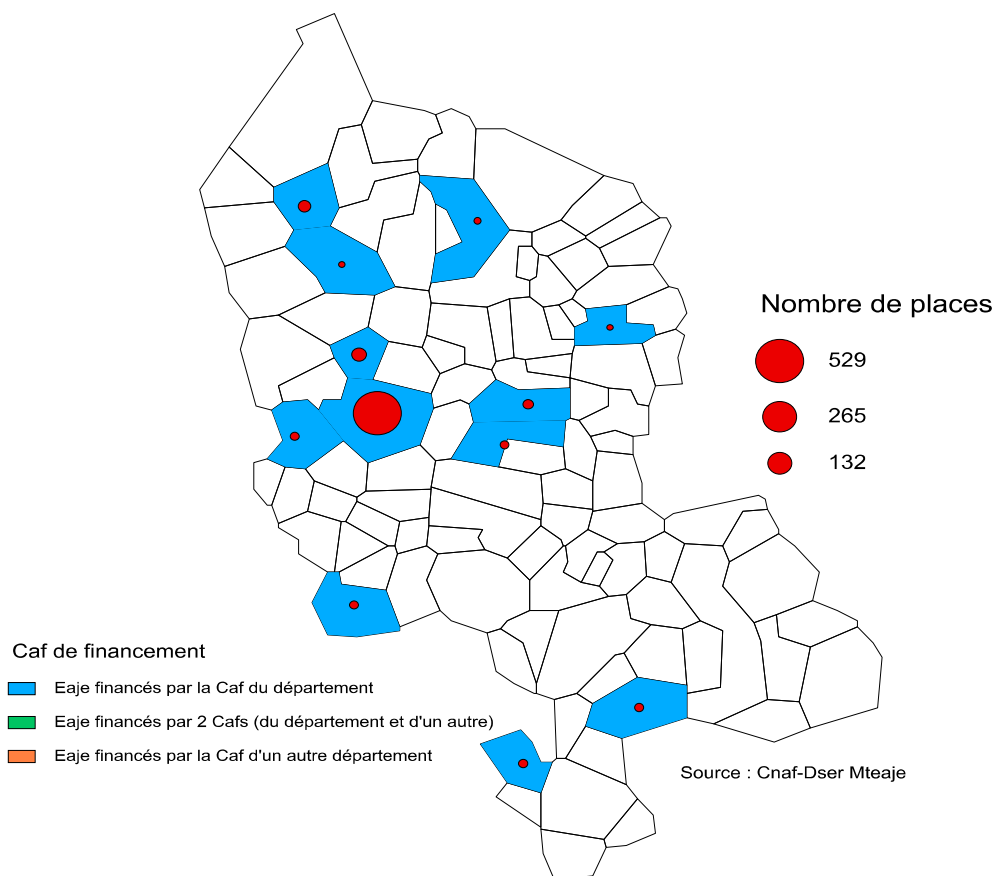 Nombre de places
529
265
132
Caf de financement
Eaje financés par la Caf du département
Eaje financés par 2 Cafs (du département et d'un autre)
Eaje financés par la Caf d'un autre département
Source : Cnaf-Dser Mteaje